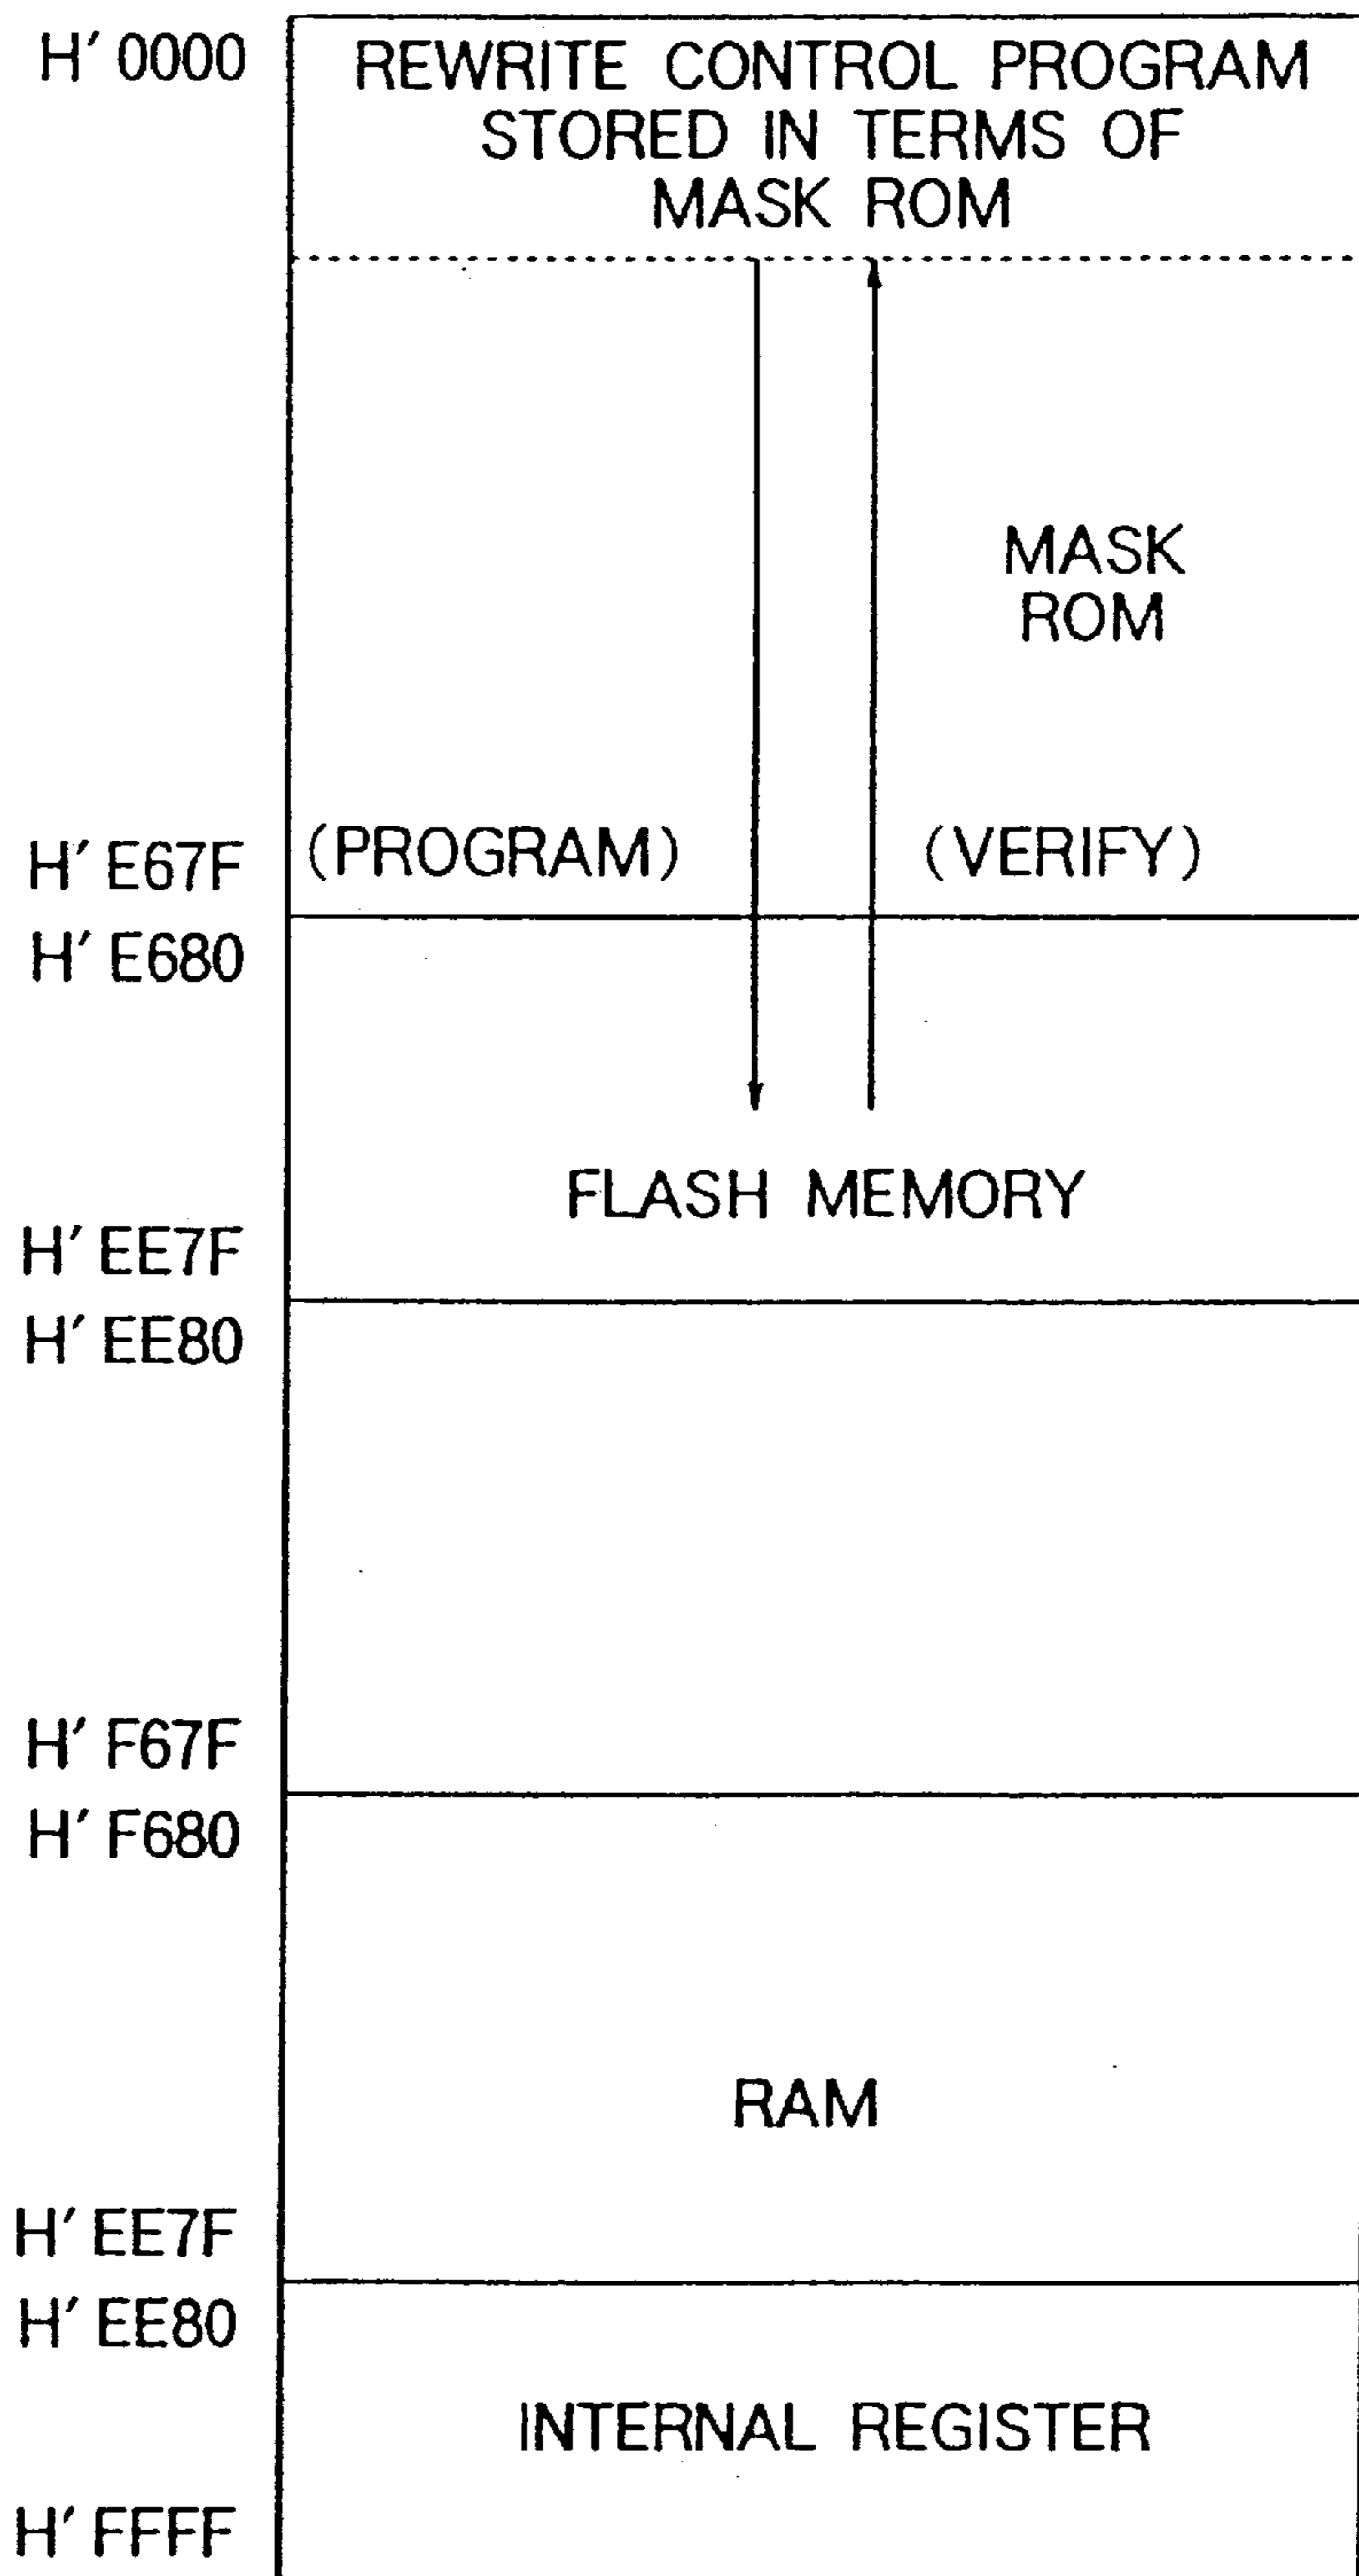 H' 0000
REWRITE CONTROL PROGRAM
STORED IN TERMS OF
MASK ROM
MASK
ROM
H' E67F
(PROGRAM)
(VERIFY)
H' E680
FLASH MEMORY
H' EE7F
H' EE80
H' F67F
H' F680
RAM
H' EE7F
H' EE80
INTERNAL REGISTER
H' FFFF